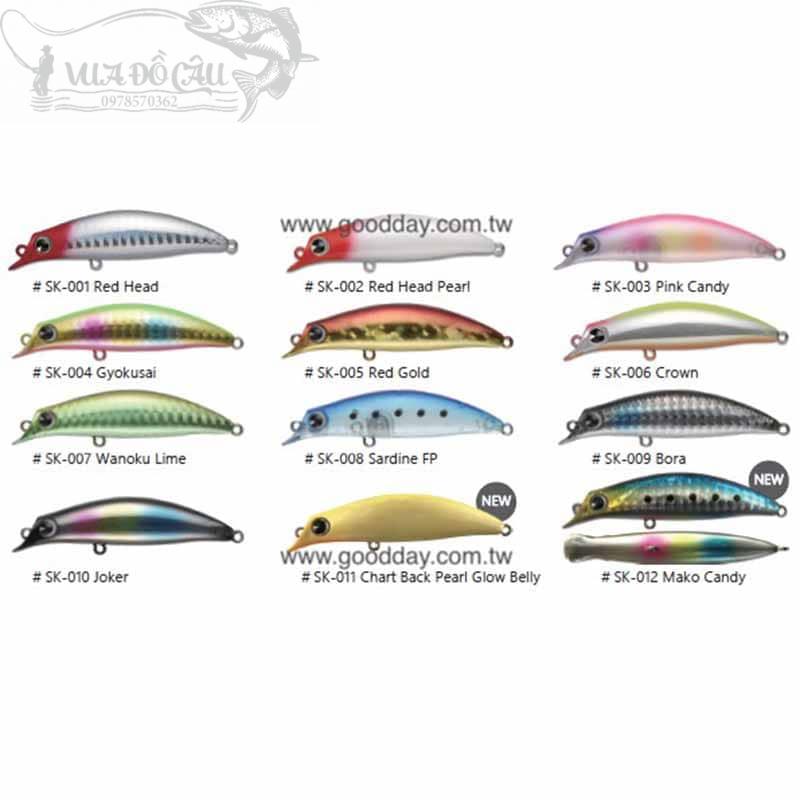 VUA ĐỒ CÂU
0978570362
www.goodday.com.tw
# SK-001 Red Head
# SK-002 Red Head Pearl
# SK-003 Pink Candy
# SK-004 Gyokusai
# SK-005 Red Gold
# SK-006 Crown
# SK-007 Wanoku Lime
# SK-008 Sardine FP
# SK-009 Bora
NEW
NEW
www.goodday.com.tw
# SK-010 Joker
# SK-011 Chart Back Pearl Glow Belly
# SK-012 Mako Candy